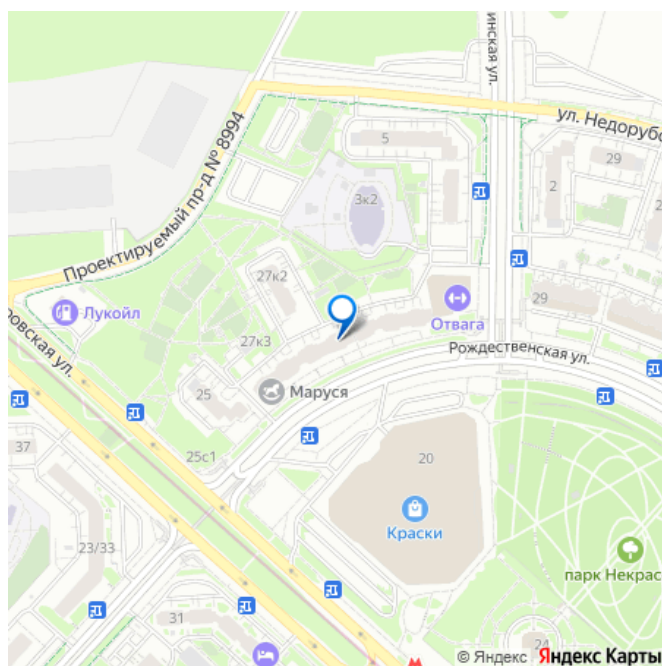 инская ул.
ул. Недорубо
Проектируемый пр-д № 8994
5
29
2
3к2
27к2
Лукойл
29
Отвага
ровская ул.
27к3
Рождественская ул.
25
Маруся
25с1
37
20
Краски
23/33
парк Некрас
31
24
© Яндекс Яндекс Карты